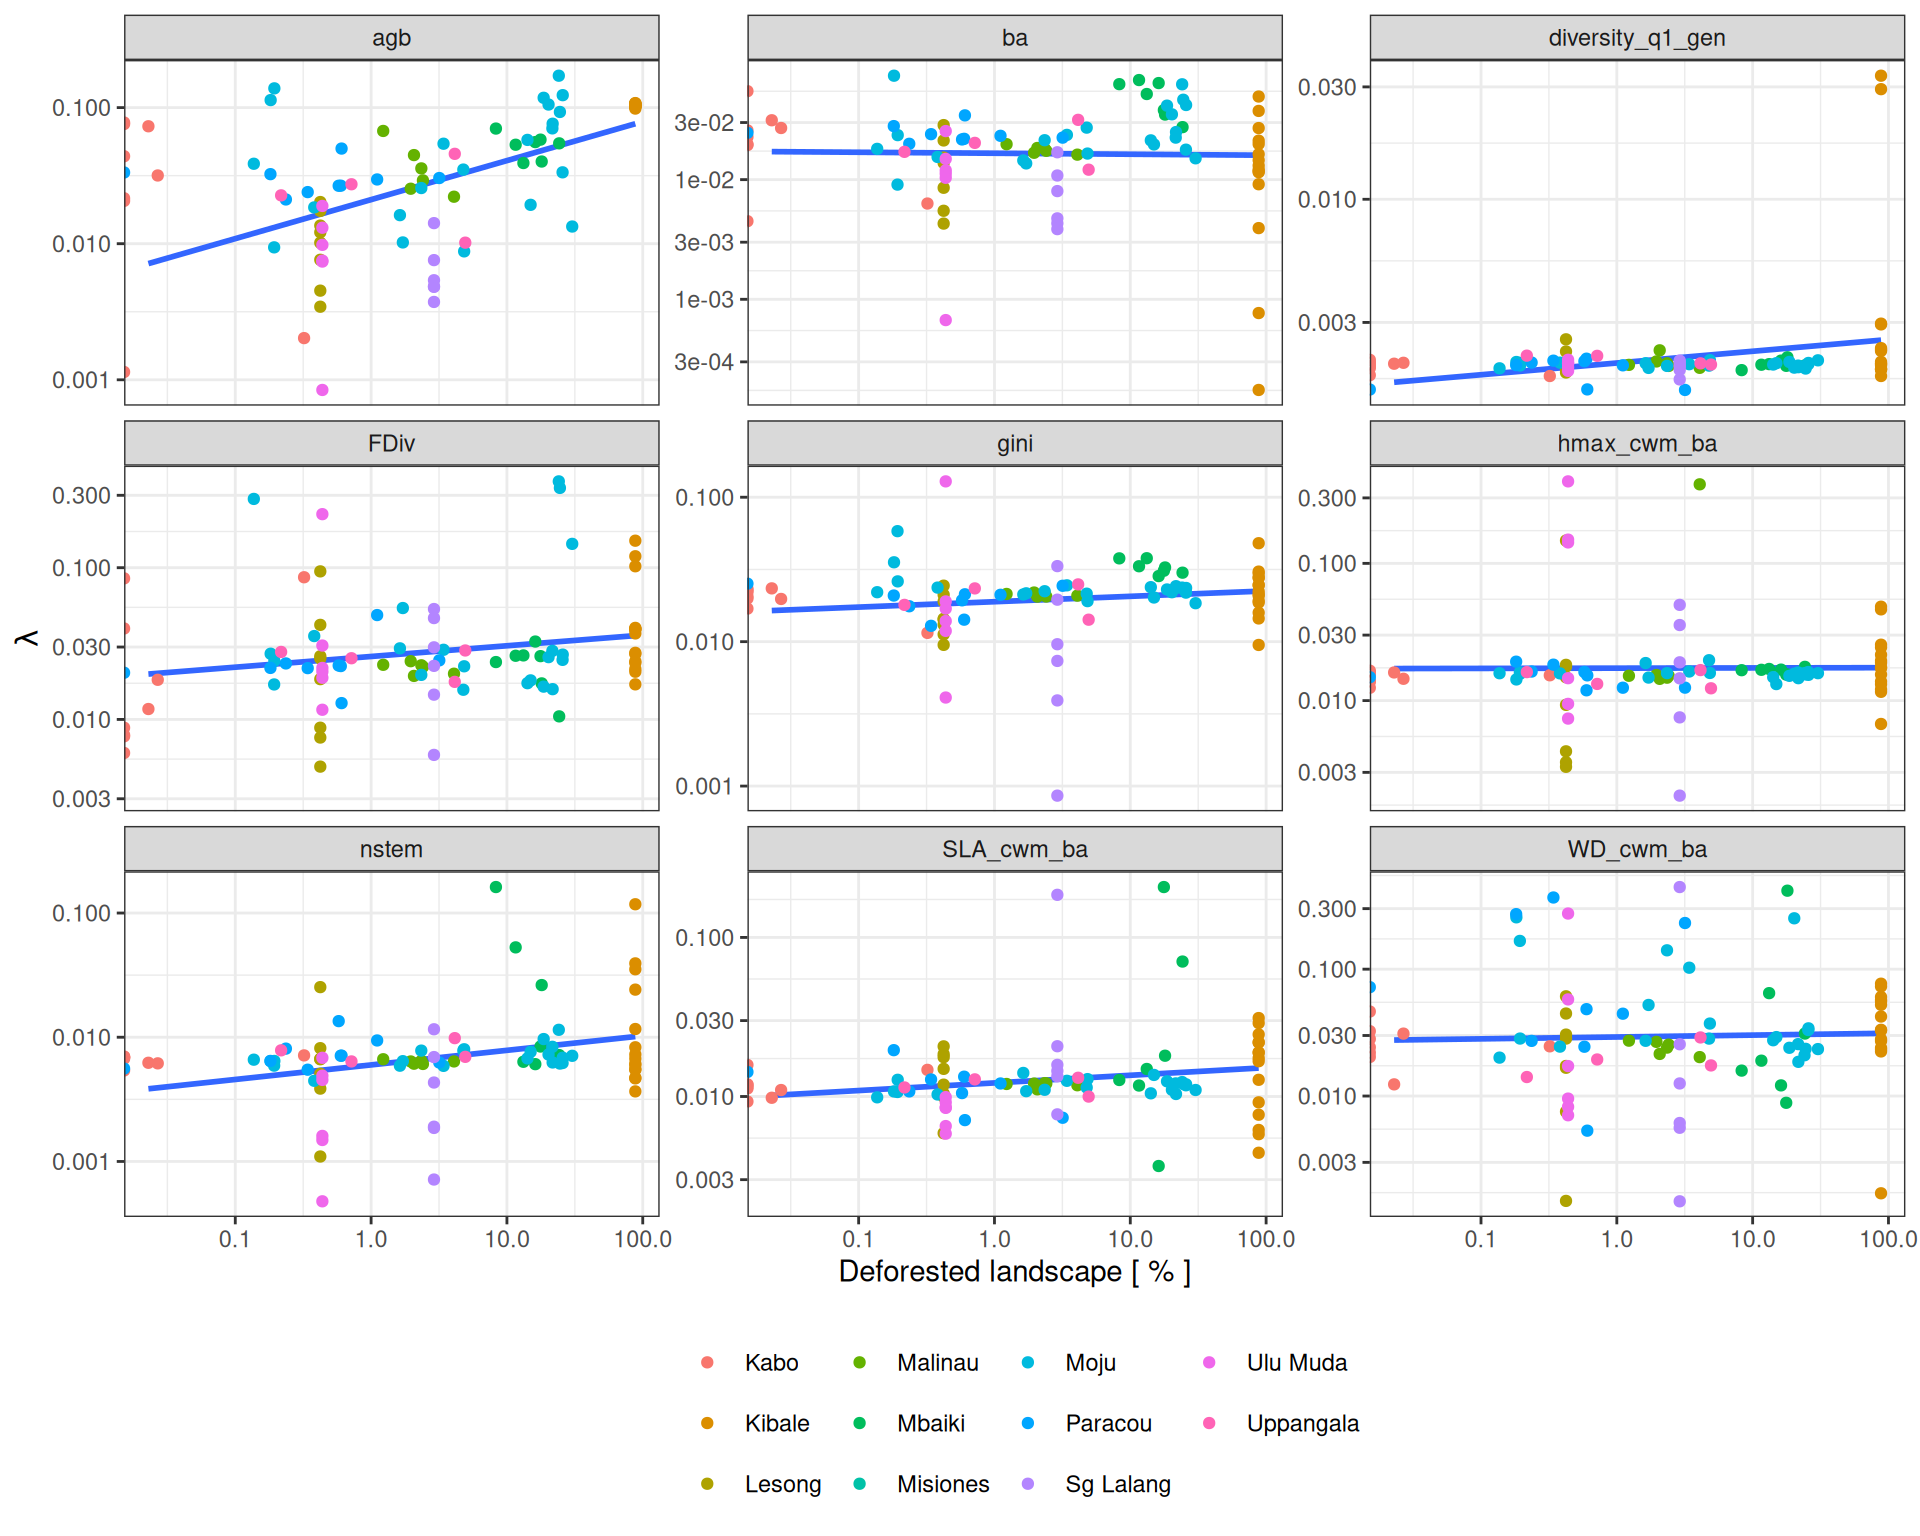 agb
ba
diversity_q1_gen
0.100
0.010
0.001
3e-02
1e-02
3e-03
1e-03
3e-04
0.030
0.010
0.003
FDiv
gini
hmax_cwm_ba
0.300
0.100
0.030
0.010
0.003
0.100
0.010
0.001
0.300
0.100
0.030
0.010
0.003
λ
nstem
SLA_cwm_ba
WD_cwm_ba
0.100
0.010
0.001
0.100
0.030
0.010
0.003
0.300
0.100
0.030
0.010
0.003
0.1 1.0 10.0 100.0
0.1 1.0 10.0 100.0
0.1 1.0 10.0 100.0
Deforested landscape [ % ]
Kabo Malinau Moju Ulu Muda
Kibale Mbaiki Paracou Uppangala
Lesong Misiones Sg Lalang